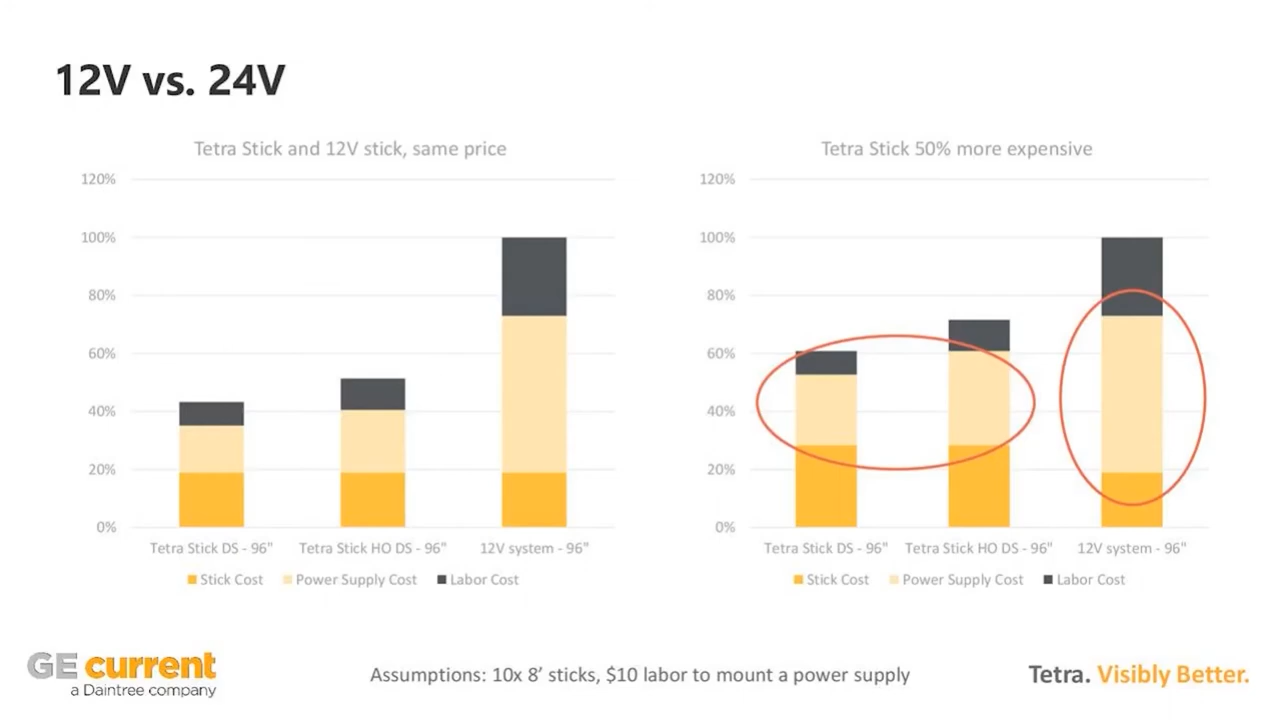 12V vs. 24V
Tetra Stick and 12V stick, same price
120%
100%
80%
60%
40%
20%
0%
Tetra Stick DS - 96"
Tetra Stick HO DS - 96"
12V system - 96"
Stick Cost
Power Supply Cost
Labor Cost
Tetra Stick 50% more expensive
120%
100%
80%
60%
40%
20%
0%
Tetra Stick DS - 96"
Tetra Stick HO DS - 96"
12V system - 96"
Stick Cost
Power Supply Cost
Labor Cost
GE current
a Daintree company
Assumptions: 10x 8’ sticks, $10 labor to mount a power supply
Tetra. Visibly Better.